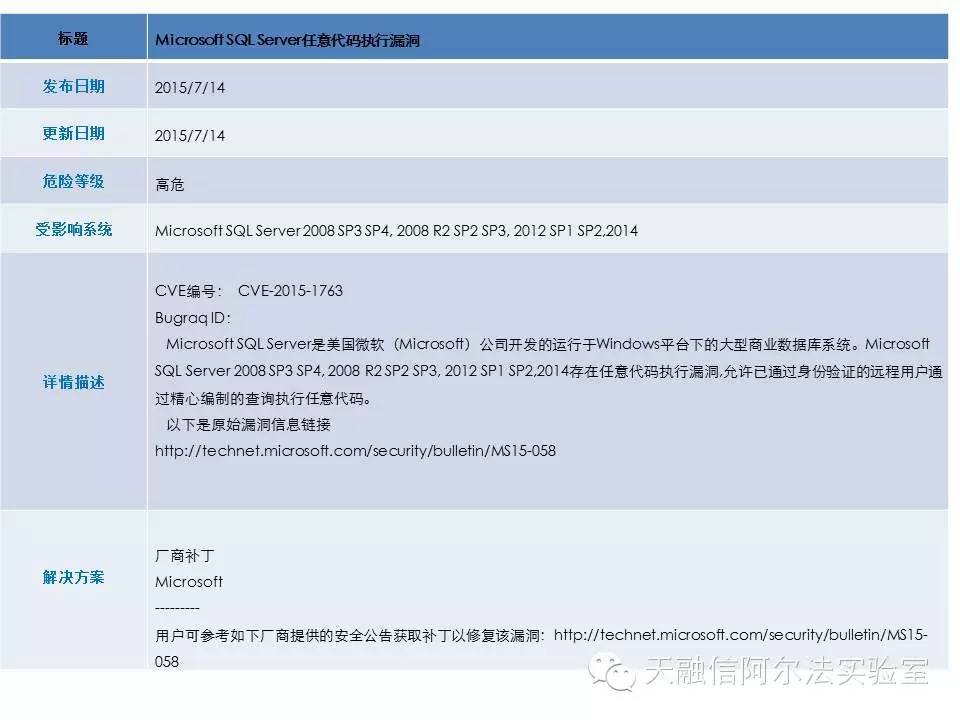 标题
Microsoft SQL Server任意代码执行漏洞
发布日期
2015/7/14
更新日期
2015/7/14
危险等级
高危
受影响系统
Microsoft SQL Server 2008 SP3 SP4, 2008 R2 SP2 SP3, 2012 SP1 SP2,2014
详情描述
CVE编号： CVE-2015-1763
Bugraq ID：
Microsoft SQL Server是美国微软（Microsoft）公司开发的运行于Windows平台下的大型商业数据库系统。Microsoft
SQL Server 2008 SP3 SP4, 2008 R2 SP2 SP3, 2012 SP1 SP2,2014存在任意代码执行漏洞,允许已通过身份验证的远程用户通
过精心编制的查询执行任意代码。
以下是原始漏洞信息链接
http://technet.microsoft.com/security/bulletin/MS15-058
解决方案
厂商补丁
Microsoft
---------
用户可参考如下厂商提供的安全公告获取补丁以修复该漏洞：http://technet.microsoft.com/security/bulletin/MS15-
058
天融信阿尔法实验室